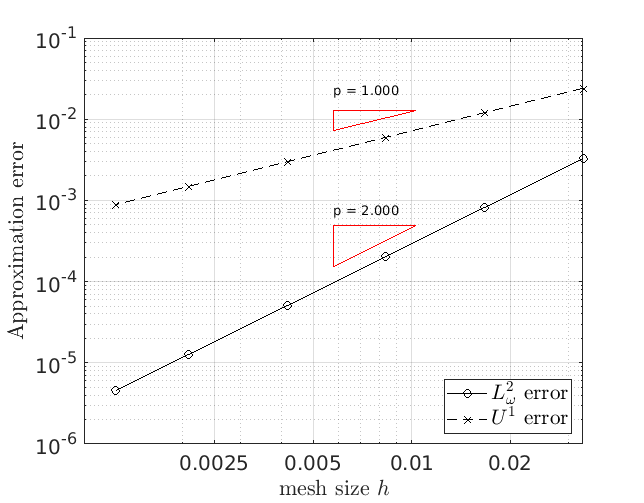 10^-1
10^-2
10^-3
10^-4
10^-5
10^-6
Approximation error
p = 1.000
p = 2.000
L^2_ω error
U^1 error
0.0025 0.005 0.01 0.02
mesh size h